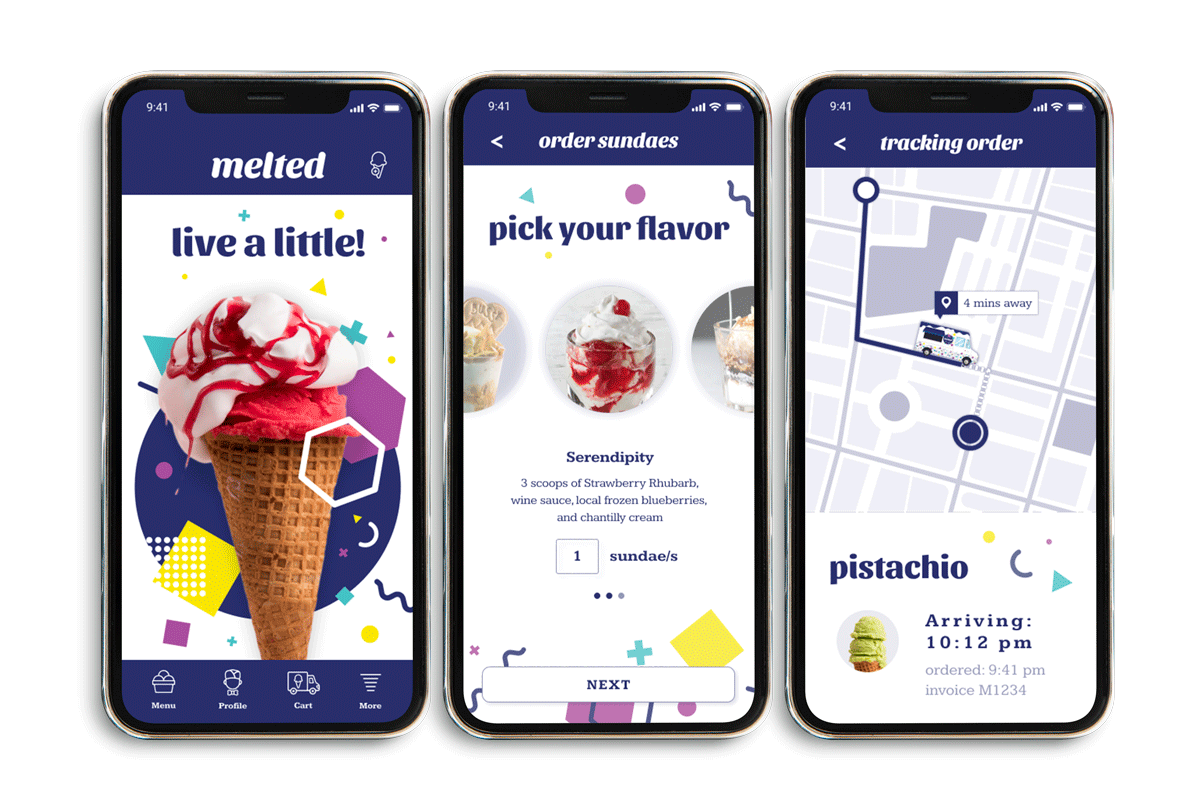 9:41
melted
live a little!
Menu
Profile
Cart
More
9:41
<
order sundaes
pick your flavor
Serendipity
3 scoops of Strawberry Rhubarb,
wine sauce, local frozen blueberries,
and chantilly cream
1 sundae/s
NEXT
9:41
<
tracking order
4 mins away
pistachio
Arriving:
10:12 pm
ordered: 9:41 pm
invoice M1234